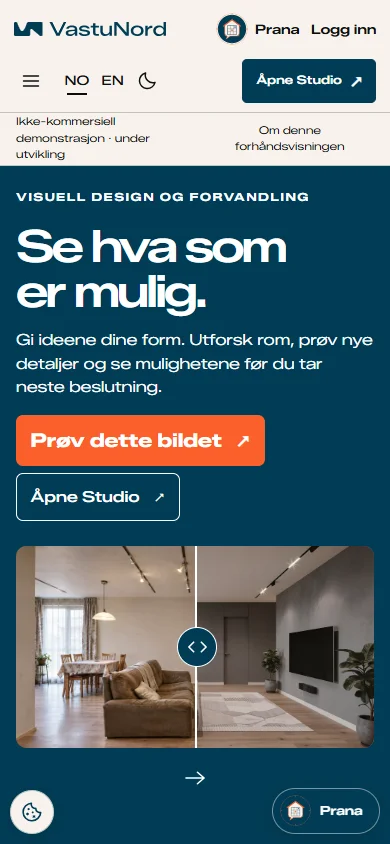 VastuNord
Prana Logg inn
NO EN
Åpne Studio ↗
Ikke-kommersiell
demonstrasjon · under
utvikling
Om denne
forhåndsvisningen
VISUELL DESIGN OG FORVANDLING
Se hva som
er mulig.
Gi ideene dine form. Utforsk rom, prøv nye
detaljer og se mulighetene før du tar
neste beslutning.
Prøv dette bildet ↗
Åpne Studio ↗
Prana